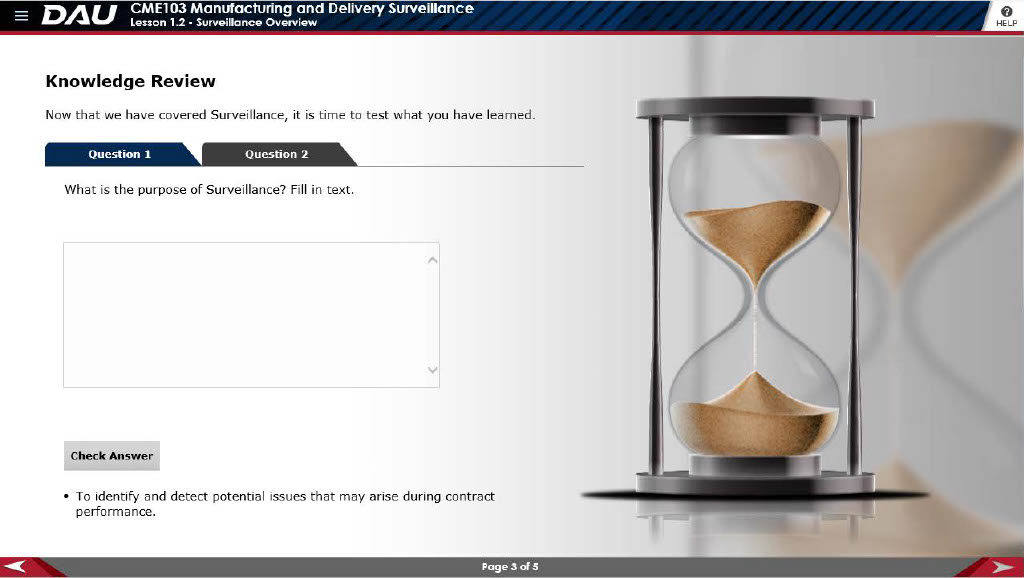 DAU
CME103 Manufacturing and Delivery Surveillance
Lesson 1.2 - Surveillance Overview
HELP
Knowledge Review
Now that we have covered Surveillance, it is time to test what you have learned.
Question 1
Question 2
What is the purpose of Surveillance? Fill in text.
Check Answer
• To identify and detect potential issues that may arise during contract
performance.
Page 3 of 5